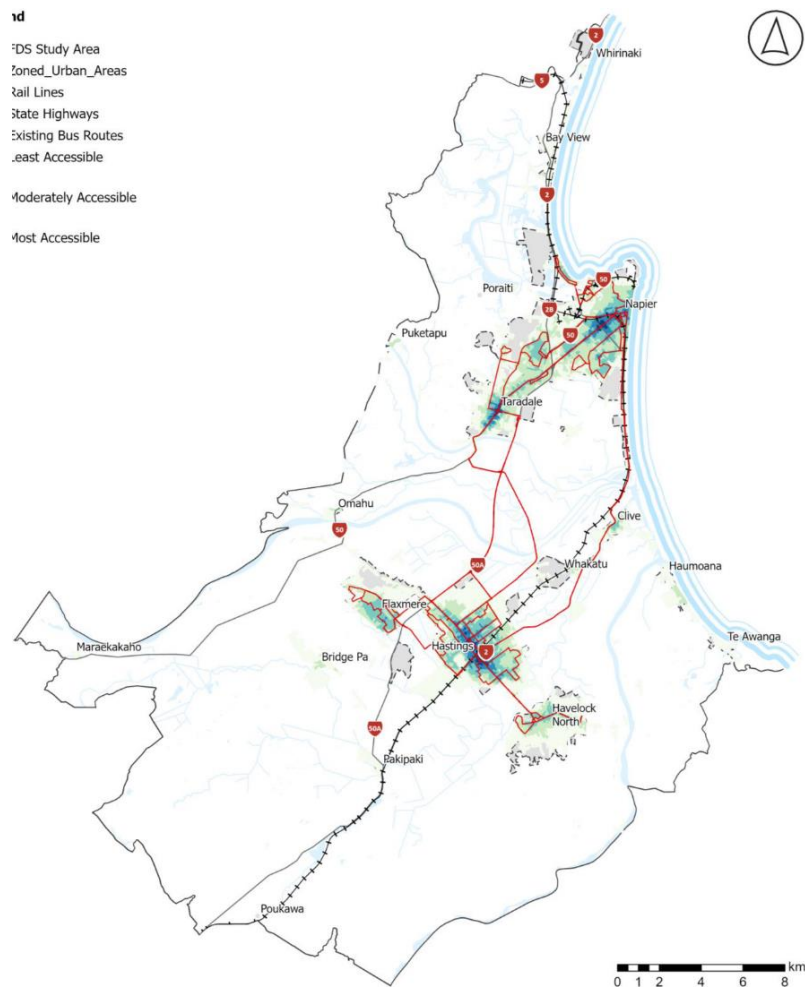 nd
FDS Study Area
Zoned_Urban_Areas
Rail Lines
State Highways
Existing Bus Routes
Least Accessible
Moderately Accessible
Most Accessible
2
Whirinaki
5
Bay View
2
Poraiti
50
Napier
2B
50
Puketapu
Taradale
Omahu
50
Clive
50A
Whakatu
Haumoana
Flaxmere
Te Awanga
Maraekakaho
Hastings
2
Bridge Pa
Havelock
North
50A
Pakipaki
Poukawa
km
0 1 2 4 6 8